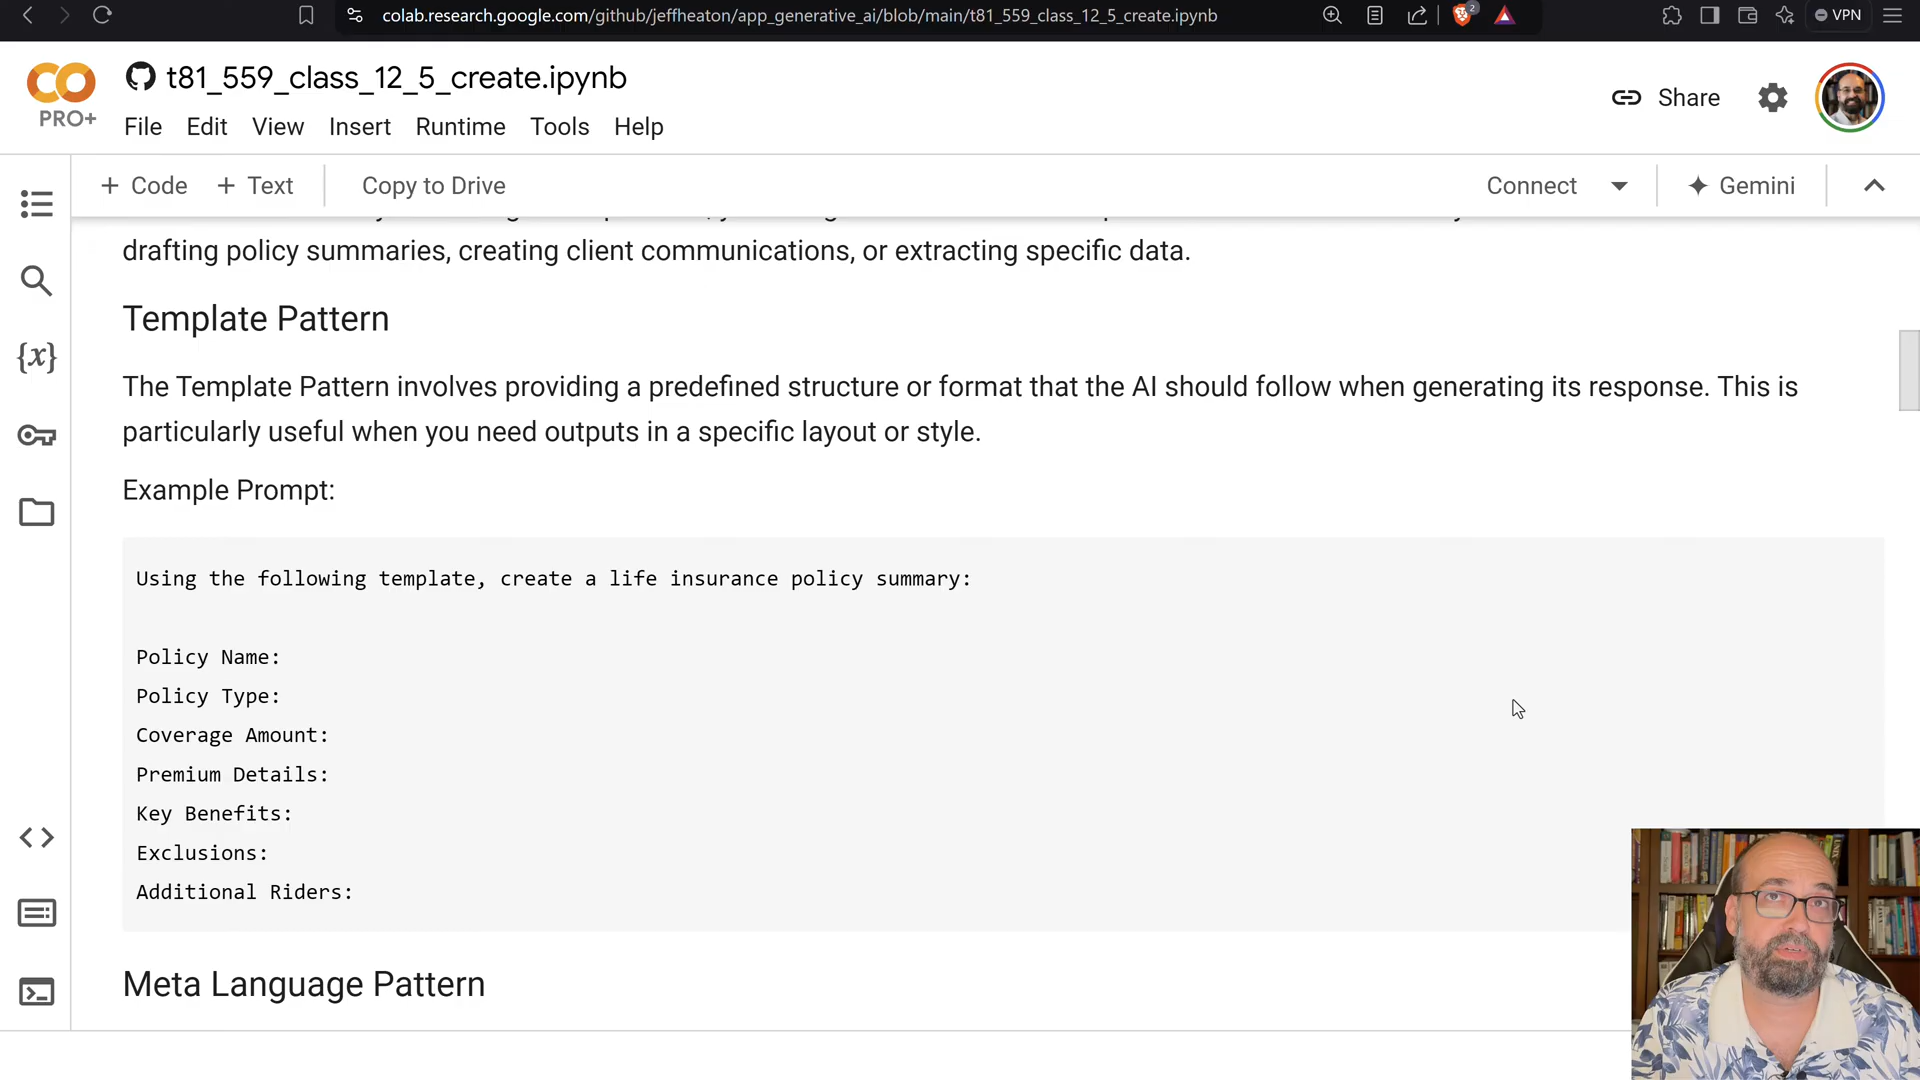 colab.research.google.com/github/jeffheaton/app_generative_ai/blob/main/t81_559_class_12_5_create.ipynb
2
VPN
t81_559_class_12_5_create.ipynb
PRO+
File Edit View Insert Runtime Tools Help
Share
+ Code + Text Copy to Drive
Connect
Gemini
drafting policy summaries, creating client communications, or extracting specific data.
Template Pattern
The Template Pattern involves providing a predefined structure or format that the AI should follow when generating its response. This is
particularly useful when you need outputs in a specific layout or style.
Example Prompt:
Using the following template, create a life insurance policy summary:
Policy Name:
Policy Type:
Coverage Amount:
Premium Details:
Key Benefits:
Exclusions:
Additional Riders:
Meta Language Pattern